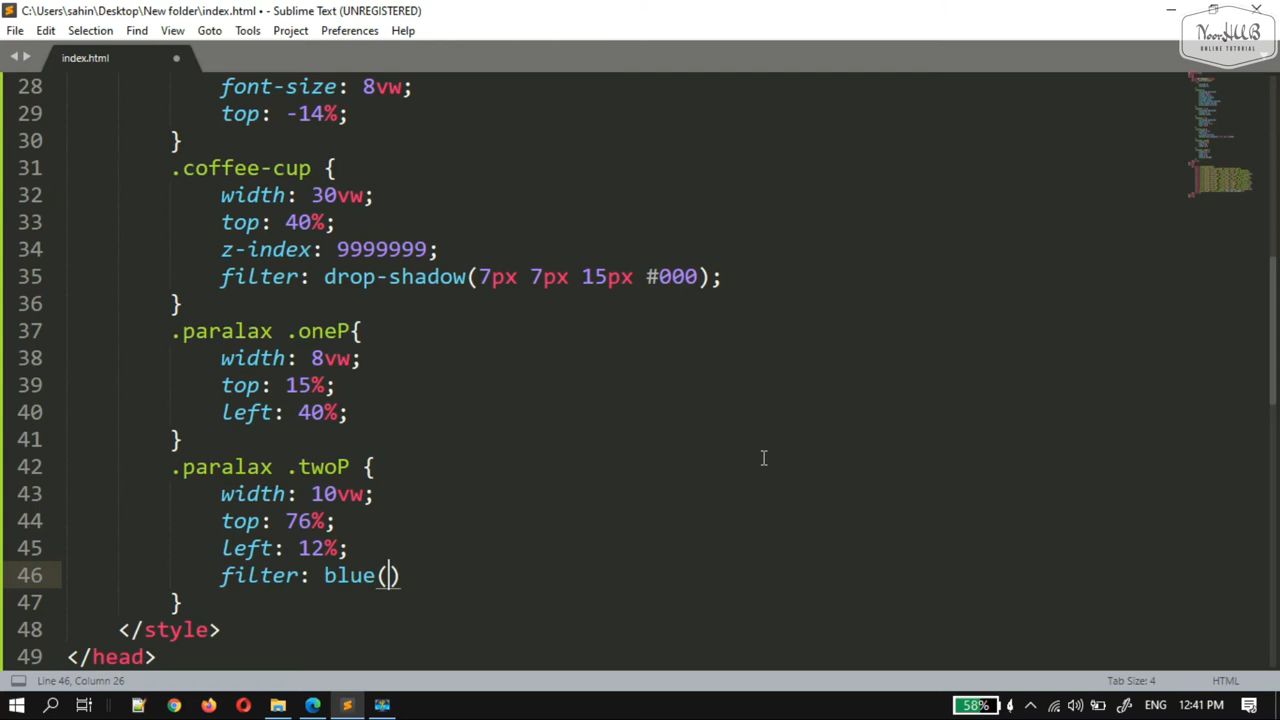 C:\Users\sahin\Desktop\New folder\index.html • - Sublime Text (UNREGISTERED)
File Edit Selection Find View Goto Tools Project Preferences Help
NoorHUB
ONLINE TUTORIAL
index.html
28 font-size: 8vw;
29 top: -14%;
30 }
31 .coffee-cup {
32 width: 30vw;
33 top: 40%;
34 z-index: 9999999;
35 filter: drop-shadow(7px 7px 15px #000);
36 }
37 .paralax .oneP{
38 width: 8vw;
39 top: 15%;
40 left: 40%;
41 }
42 .paralax .twoP {
43 width: 10vw;
44 top: 76%;
45 left: 12%;
46 filter: blue()
47 }
48 </style>
49 </head>
Line 46, Column 26 Tab Size: 4 HTML
58% ENG 12:41 PM